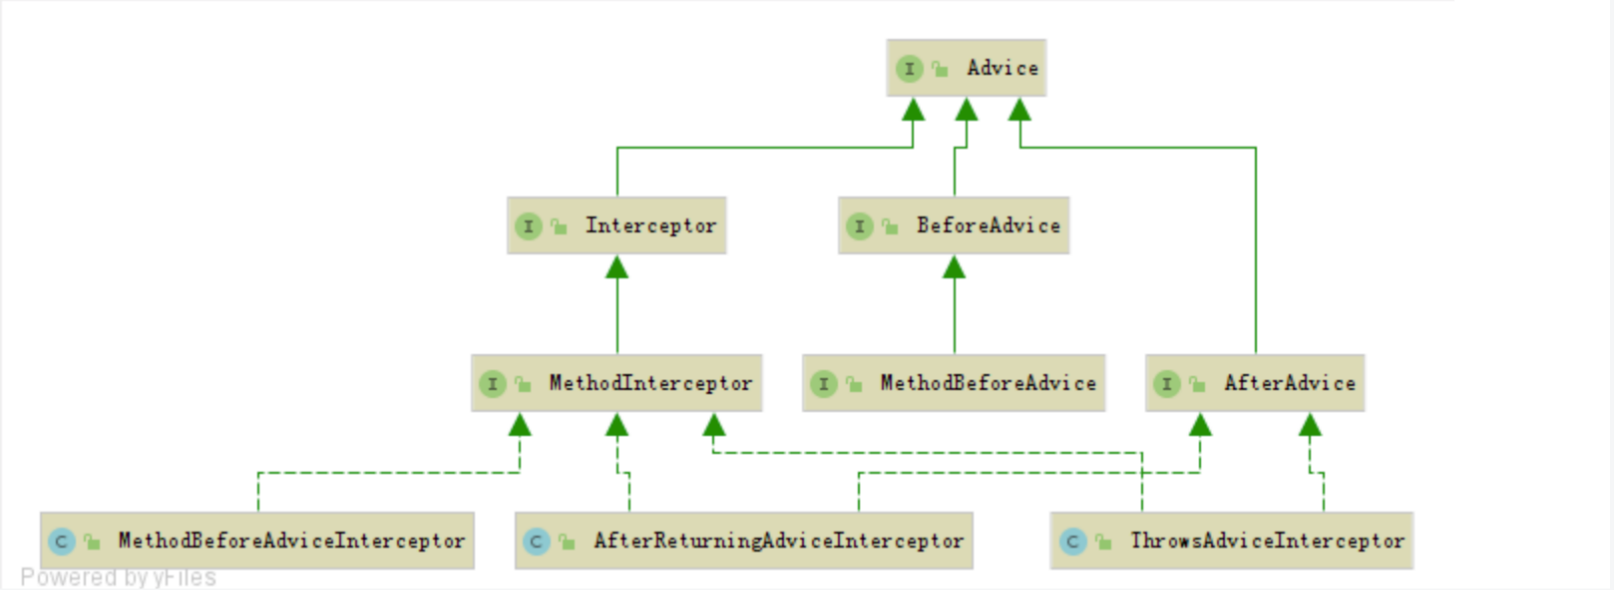 I Advice
I Interceptor
I BeforeAdvice
I MethodInterceptor
I MethodBeforeAdvice
I AfterAdvice
C MethodBeforeAdviceInterceptor
C AfterReturningAdviceInterceptor
C ThrowsAdviceInterceptor
Powered by yFiles